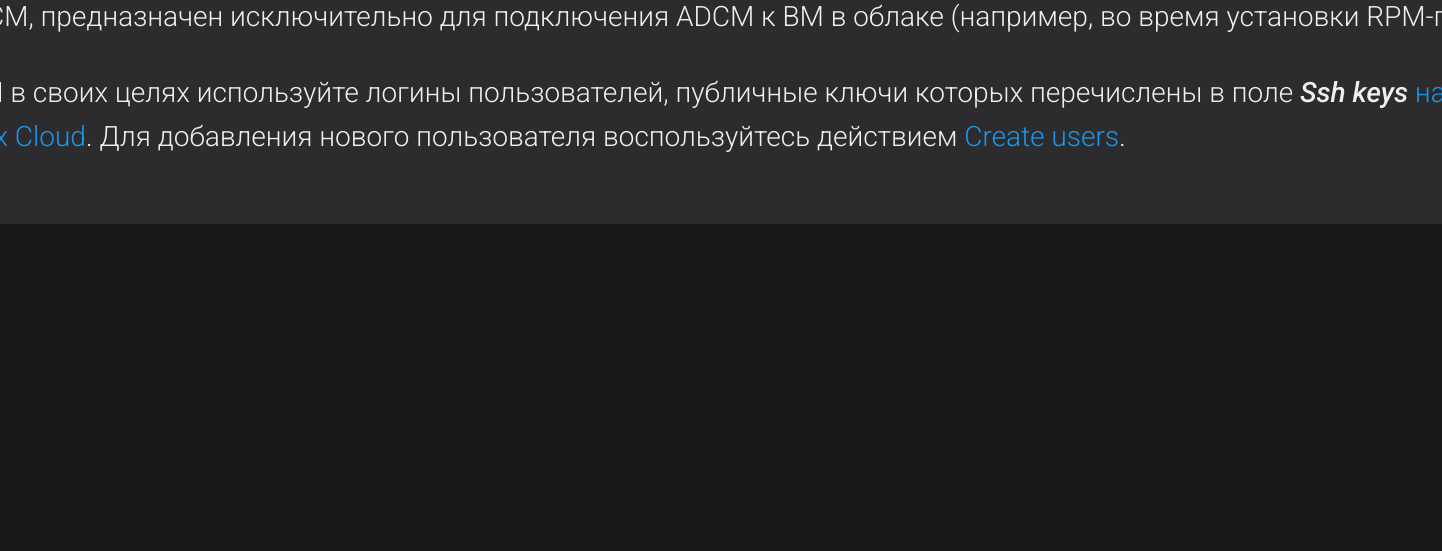 СМ, предназначен исключительно для подключения ADCM к ВМ в облаке (например, во время установки RPM-
в своих целях используйте логины пользователей, публичные ключи которых перечислены в поле Ssh keys на
x Cloud. Для добавления нового пользователя воспользуйтесь действием Create users.